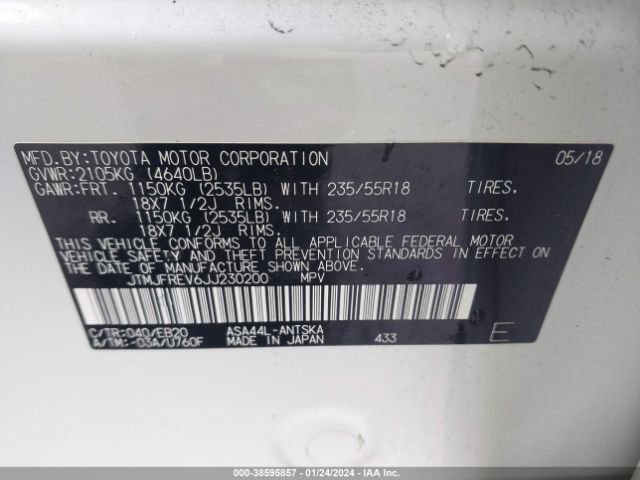 MFD.BY:TOYOTA MOTOR CORPORATION 05/18
GVWR:2105KG (4640LB)
GAWR:FRT. 1150KG (2535LB) WITH 235/55R18 TIRES.
18X7 1/2J RIMS.
RR. 1150KG (2535LB) WITH 235/55R18 TIRES.
18X7 1/2J RIMS.
THIS VEHICLE CONFORMS TO ALL APPLICABLE FEDERAL MOTOR
VEHICLE SAFETY AND THEFT PREVENTION STANDARDS IN EFFECT ON
THE DATE OF MANUFACTURE SHOWN ABOVE.
JTMJFREV6JJ230200 MPV
C/TR:040/EB20 ASA44L-ANTSKA
A/TM:-03A/U760F MADE IN JAPAN 433 E
000-38595857 - 01/24/2024 - IAAI.com